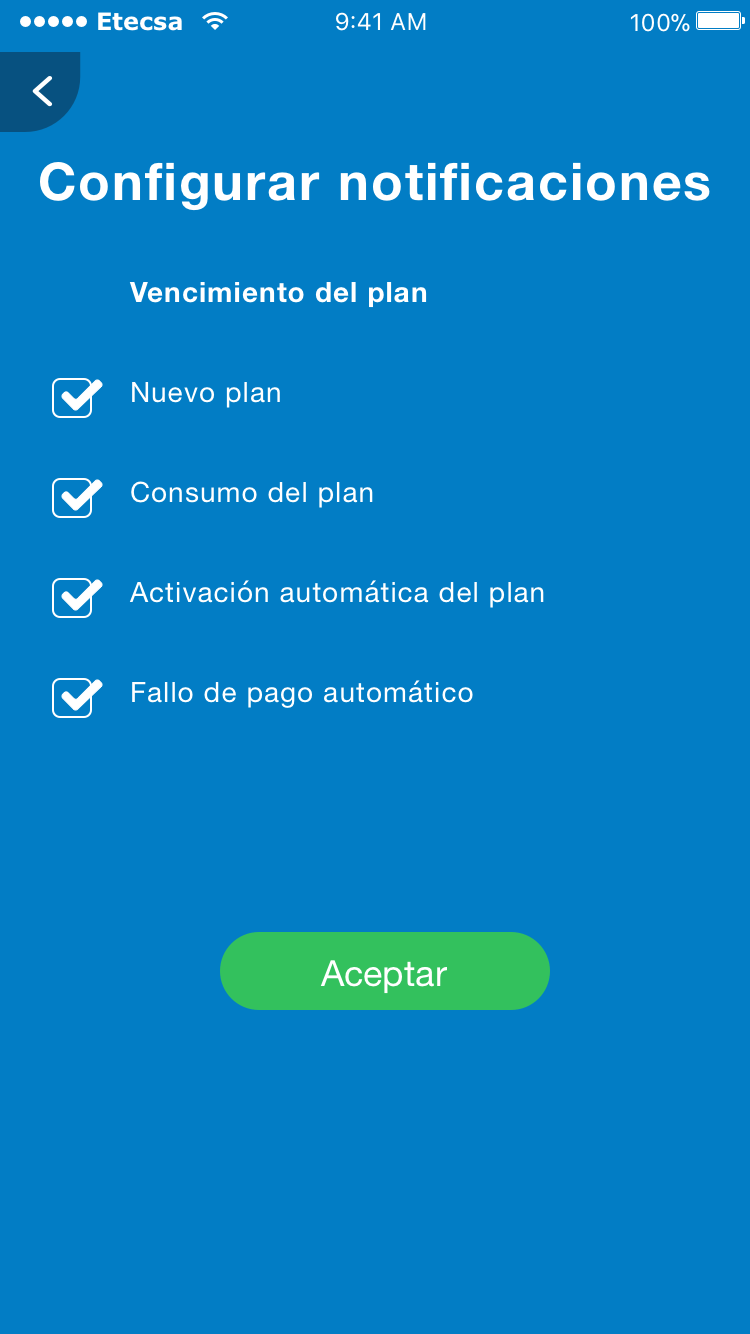 Etecsa 9:41 AM 100%
Configurar notificaciones
Vencimiento del plan
Nuevo plan
Consumo del plan
Activación automática del plan
Fallo de pago automático
Aceptar